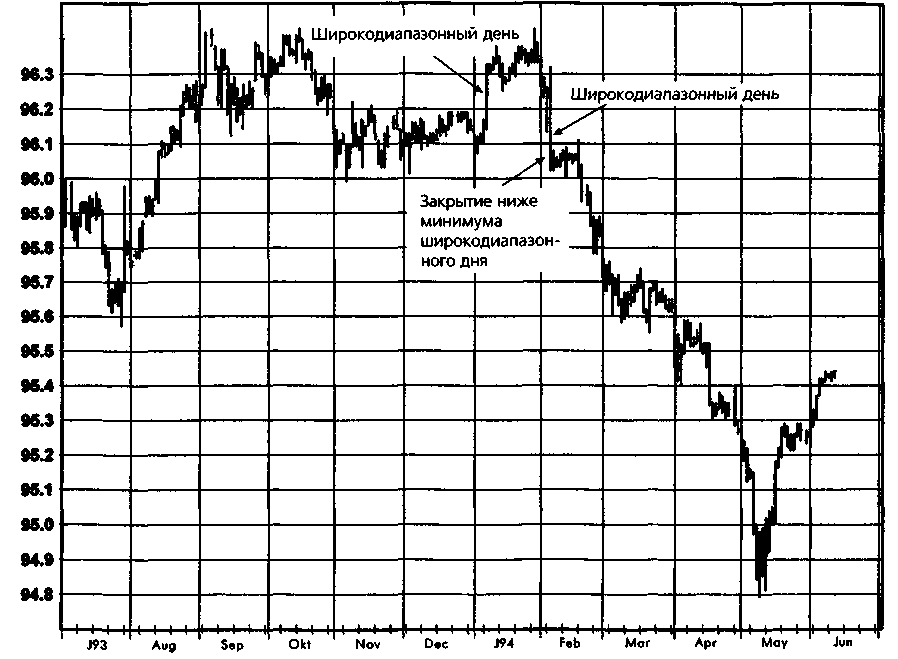 Широкодиапазонный день
96.3
Широкодиапазонный день
96.2
96.1
96.0
Закрытие ниже
минимума
широкодиапазон-
ного дня
95.9
95.8
95.7
95.6
95.5
95.4
95.3
95.2
95.1
95.0
94.9
94.8
J93 Aug Sep Okt Nov Dec J94 Feb Mar Apr May Jun